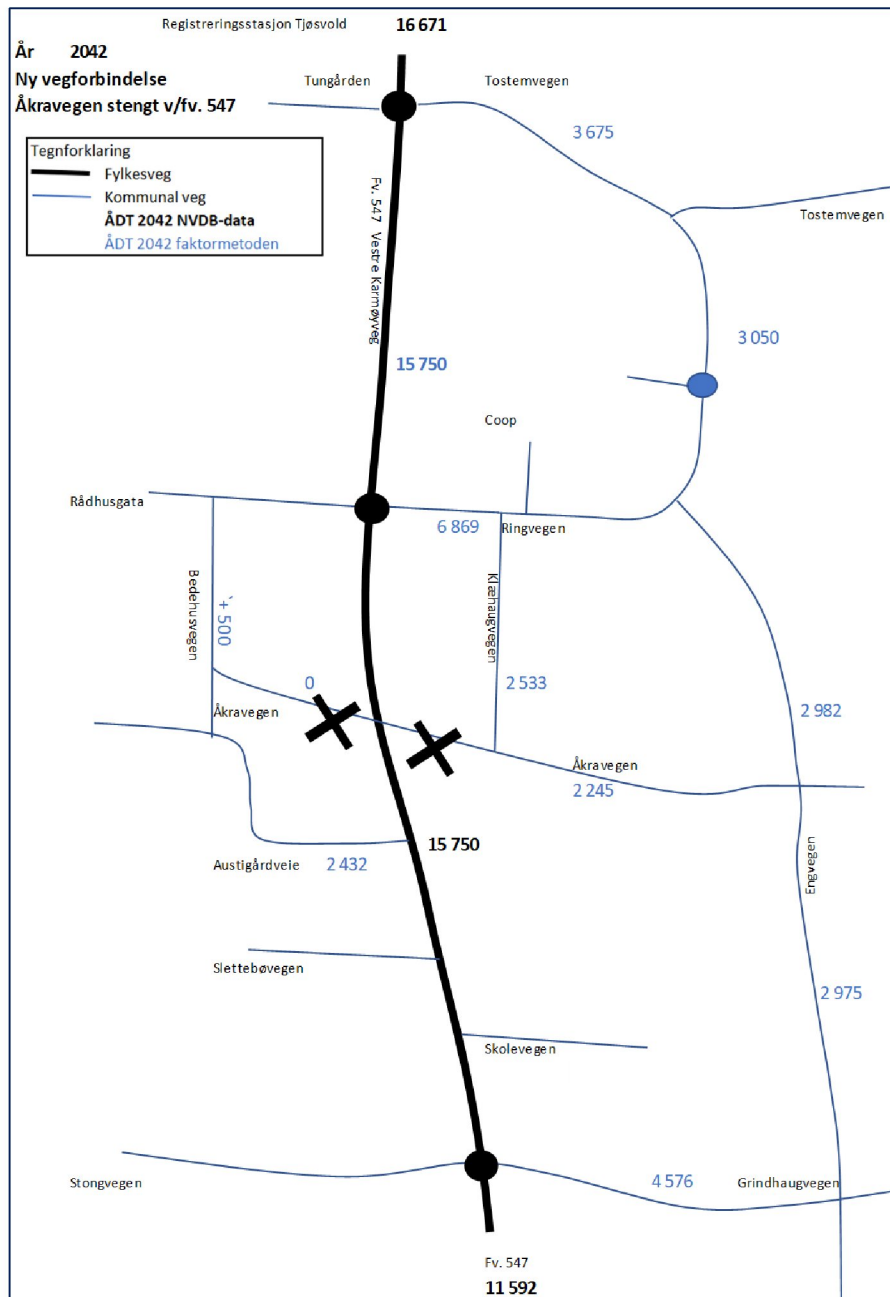 Registreringsstasjon Tjøsvold 16 671
År 2042
Ny vegforbindelse
Åkravegen stengt v/fv. 547
Tungården
Tostemvegen
3 675
Tegnforklaring
Fylkesveg
Kommunal veg
ÅDT 2042 NVDB-data
ÅDT 2042 faktormetoden
Fv. 547 Vestre Karmøyveg
Tostemvegen
3 050
15 750
Coop
Rådhusgata
6 869
Ringvegen
Bedehusvegen
`+ 500
Klæhaugvegen
0
2 533
Åkravegen
2 982
Åkravegen
2 245
15 750
Austigårdveie
2 432
Engvegen
Slettebøvegen
2 975
Skolevegen
Stongvegen
4 576
Grindhaugvegen
Fv. 547
11 592